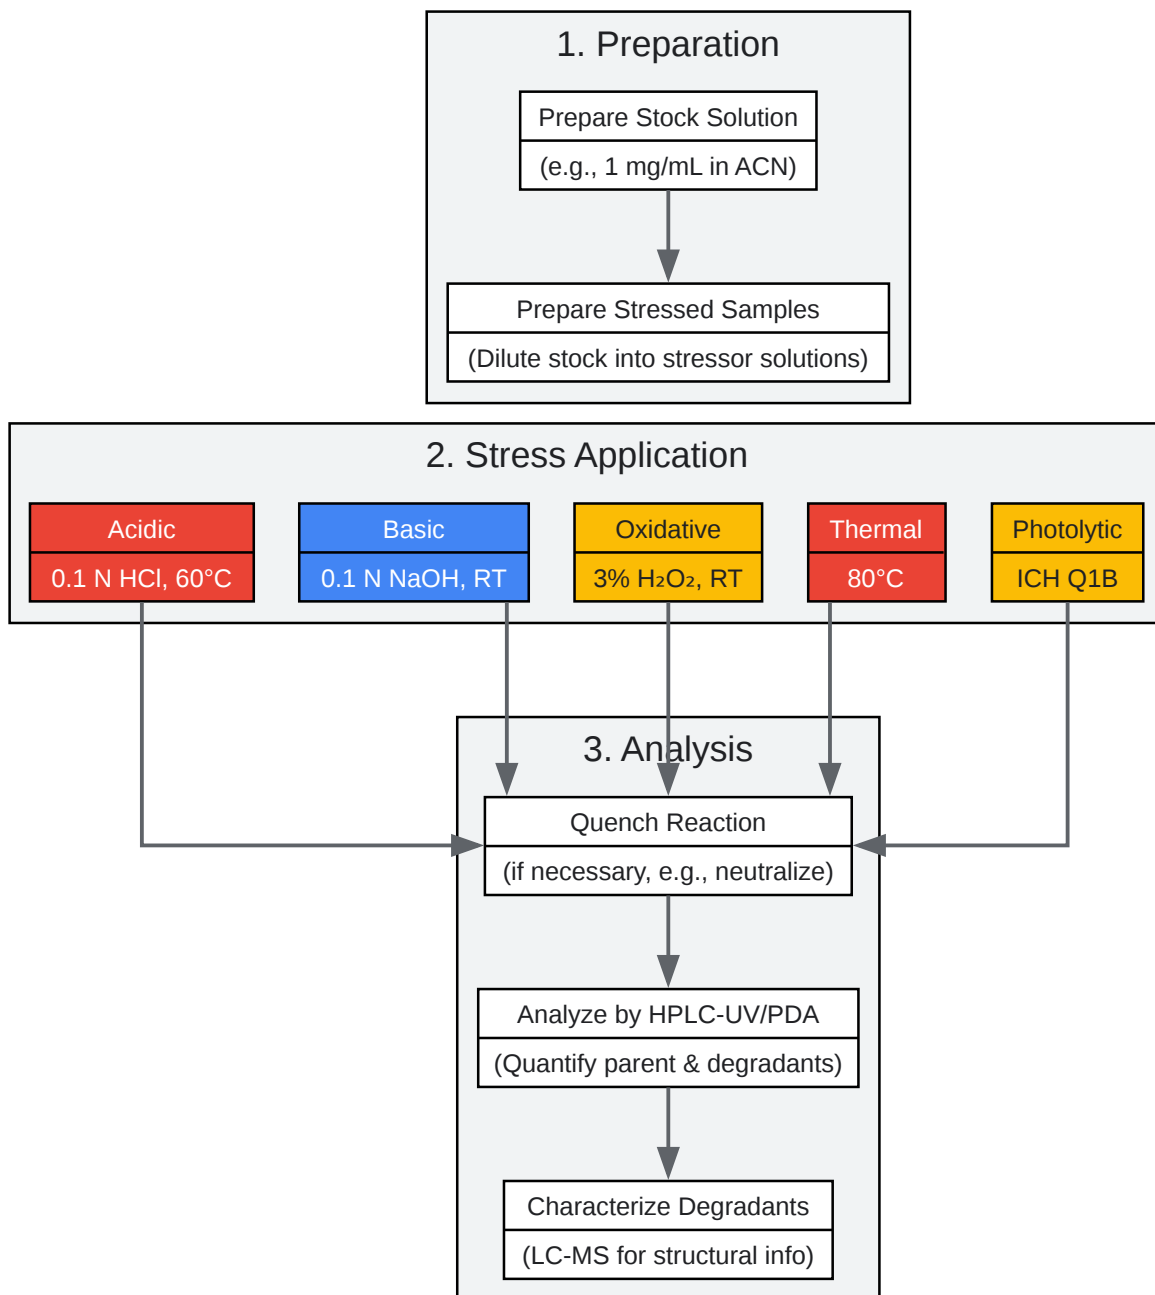 1. Preparation
Prepare Stock Solution
(e.g., 1 mg/mL in ACN)
Prepare Stressed Samples
(Dilute stock into stressor solutions)
2. Stress Application
Acidic
0.1 N HCl, 60°C
Basic
0.1 N NaOH, RT
Oxidative
3% H₂O₂, RT
Thermal
80°C
Photolytic
ICH Q1B
3. Analysis
Quench Reaction
(if necessary, e.g., neutralize)
Analyze by HPLC-UV/PDA
(Quantify parent & degradants)
Characterize Degradants
(LC-MS for structural info)